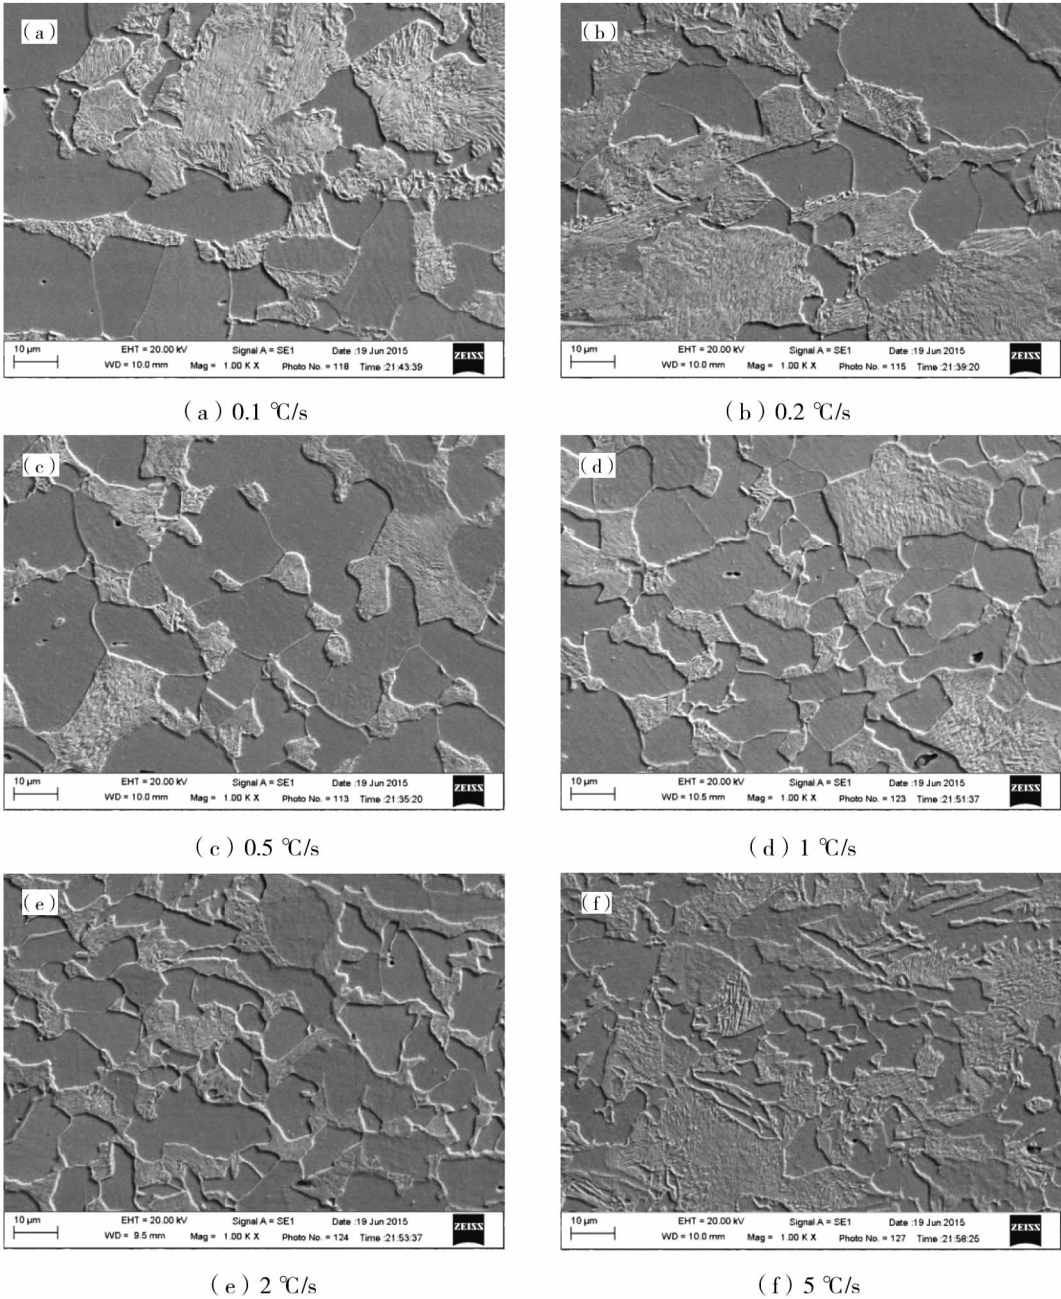 (a)
(b)
10 μm EHT = 20.00 kV Signal A = SE1 Date :19 Jun 2015
WD = 10.0 mm Mag = 1.00 K X Photo No. = 118 Time :21:43:39
ZEISS
10 μm EHT = 20.00 kV Signal A = SE1 Date :19 Jun 2015
WD = 10.0 mm Mag = 1.00 K X Photo No. = 115 Time :21:39:20
ZEISS
(a) 0.1 ℃/s
(b) 0.2 ℃/s
(c)
(d)
10 μm EHT = 20.00 kV Signal A = SE1 Date :19 Jun 2015
WD = 10.0 mm Mag = 1.00 K X Photo No. = 113 Time :21:35:20
ZEISS
10 μm EHT = 20.00 kV Signal A = SE1 Date :19 Jun 2015
WD = 10.5 mm Mag = 1.00 K X Photo No. = 123 Time :21:51:37
ZEISS
(c) 0.5 ℃/s
(d) 1 ℃/s
(e)
(f)
10 μm EHT = 20.00 kV Signal A = SE1 Date :19 Jun 2015
WD = 9.5 mm Mag = 1.00 K X Photo No. = 124 Time :21:53:37
ZEISS
10 μm EHT = 20.00 kV Signal A = SE1 Date :19 Jun 2015
WD = 10.0 mm Mag = 1.00 K X Photo No. = 127 Time :21:58:25
ZEISS
(e) 2 ℃/s
(f) 5 ℃/s